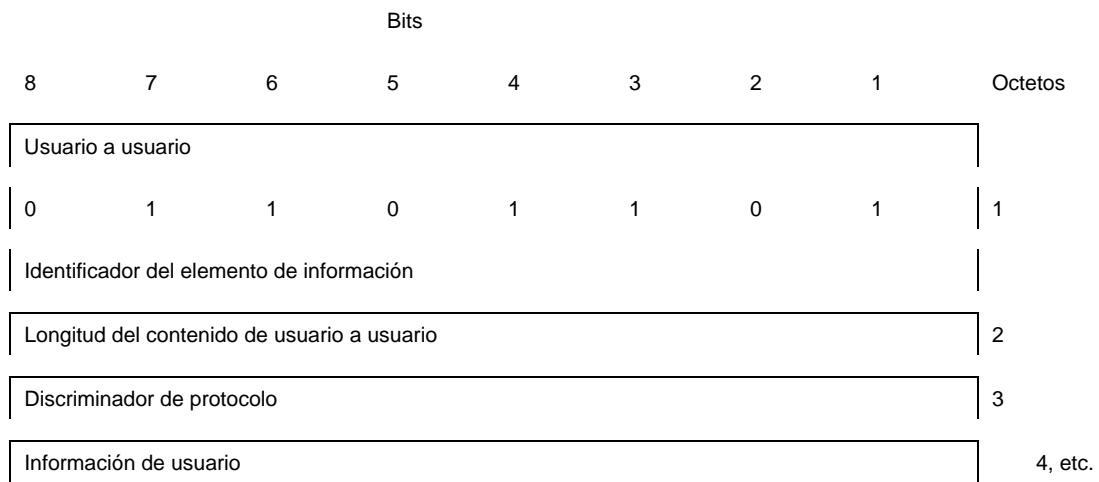 Bits
8 7 6 5 4 3 2 1 Octetos
Usuario a usuario
0 1 1 0 1 1 0 1 1
Identificador del elemento de información
Longitud del contenido de usuario a usuario 2
Discriminador de protocolo 3
Información de usuario 4, etc.